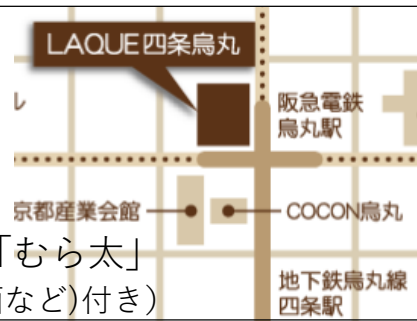 LAQUE四条烏丸
ル
阪急電鉄
烏丸駅
京都産業会館
COCON烏丸
「むら太」
など)付き）
地下鉄烏丸線
四条駅